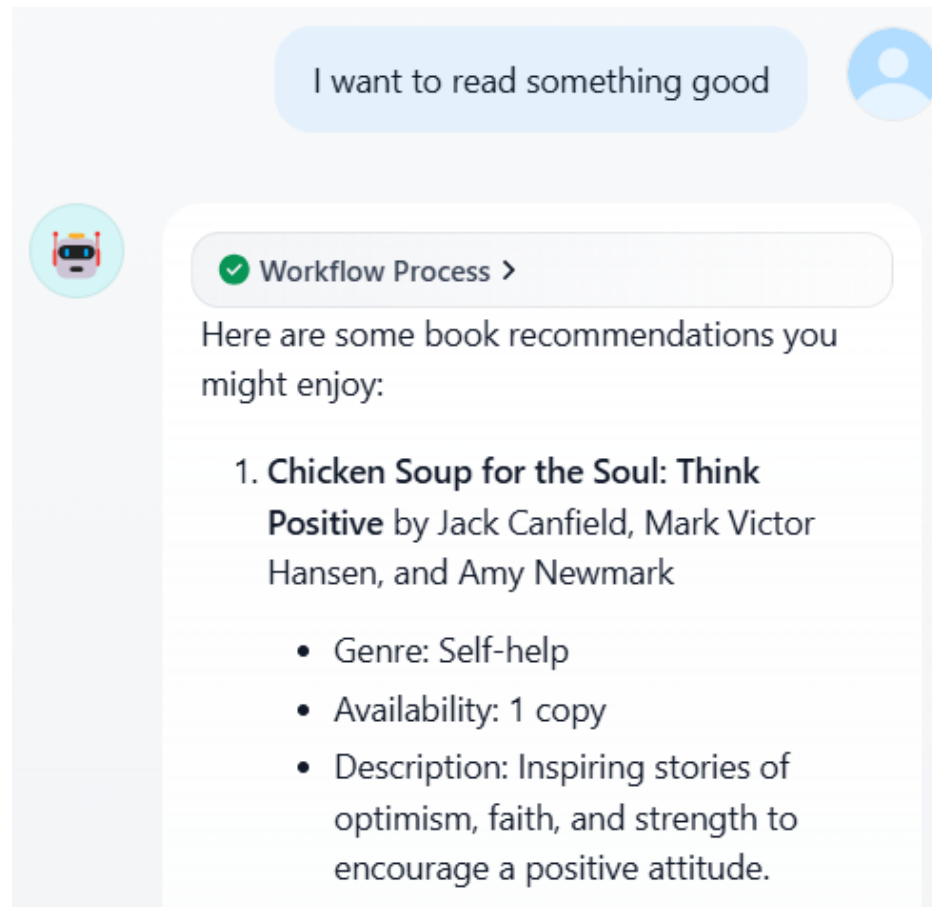 I want to read something good
Workflow Process >
Here are some book recommendations you
might enjoy:
1. Chicken Soup for the Soul: Think
Positive by Jack Canfield, Mark Victor
Hansen, and Amy Newmark
• Genre: Self-help
• Availability: 1 copy
• Description: Inspiring stories of
optimism, faith, and strength to
encourage a positive attitude.